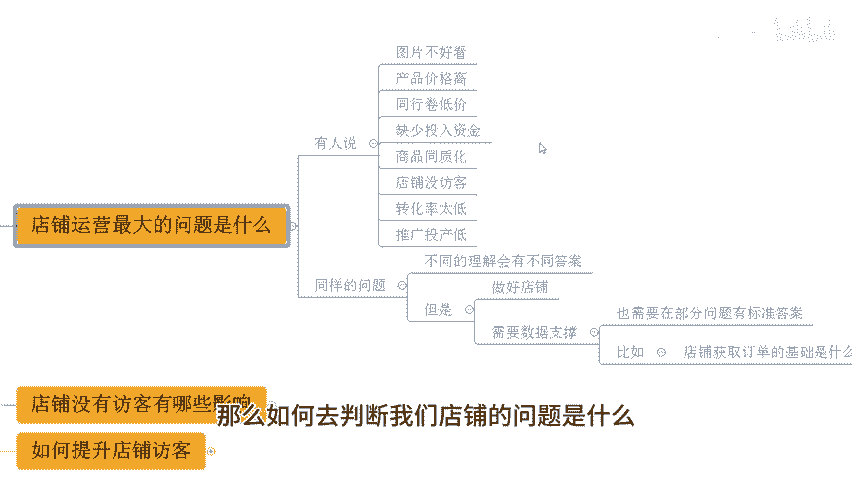 图片不好看
产品价格高
同行卷低价
有人说
缺少投入资金
商品同质化
店铺没访客
转化率太低
推广投产低
店铺运营最大的问题是什么
不同的理解会有不同答案
同样的问题
做好店铺
但是
需要数据支撑
也需要在部分问题有标准答案
比如
店铺获取订单的基础是什么
店铺没有访客有哪些影响
那么如何去判断我们店铺的问题是什么
如何提升店铺访客